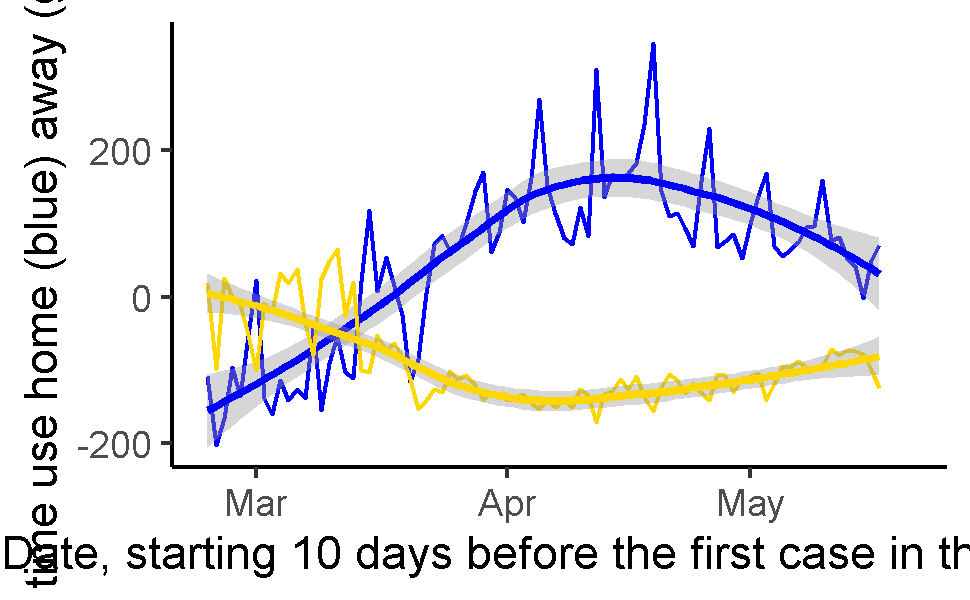 time use home (blue) away (
200
0
-200
Mar Apr May
Date, starting 10 days before the first case in th